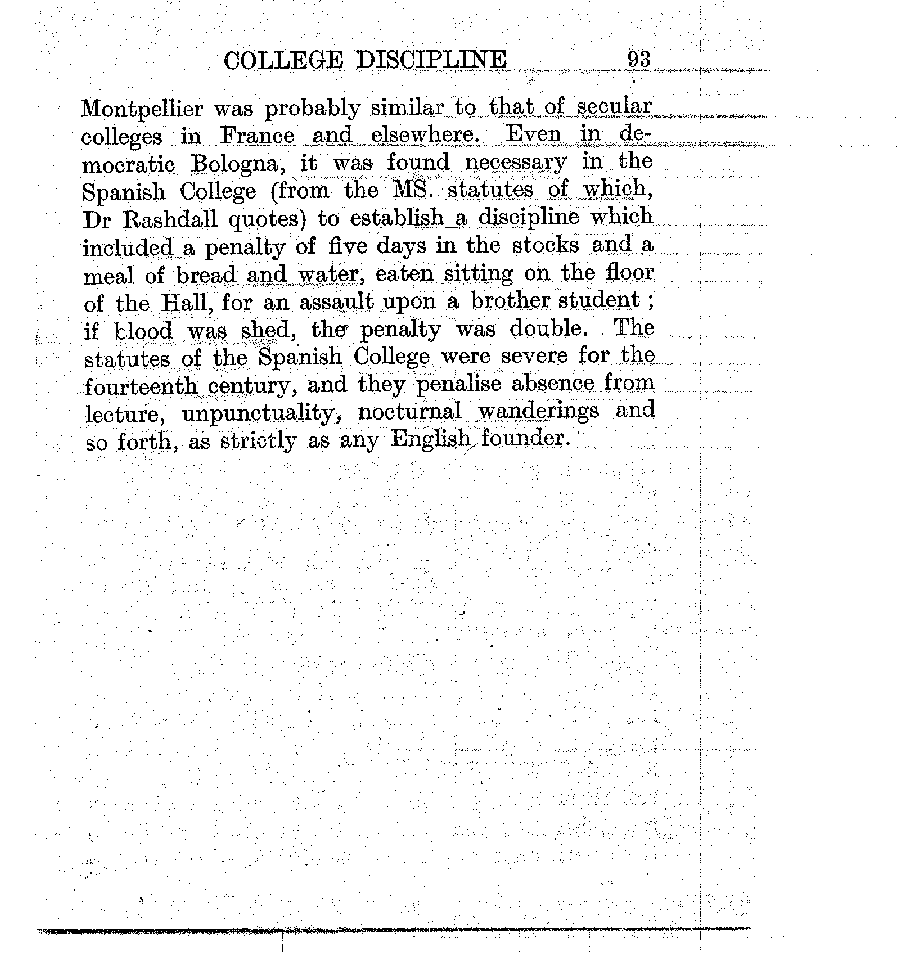 COLLEGE DISCIPLINE 93
Montpellier was probably similar to that of secular
colleges in France and elsewhere. Even in de-
mocratic Bologna, it was found necessary in the
Spanish College (from the MS. statutes of which,
Dr Rashdall quotes) to establish a discipline which
included a penalty of five days in the stocks and a
meal of bread and water, eaten sitting on the floor
of the Hall, for an assault upon a brother student ;
if blood was shed, the penalty was double. The
statutes of the Spanish College were severe for the
fourteenth century, and they penalise absence from
lecture, unpunctuality, nocturnal wanderings and
so forth, as strictly as any English founder.